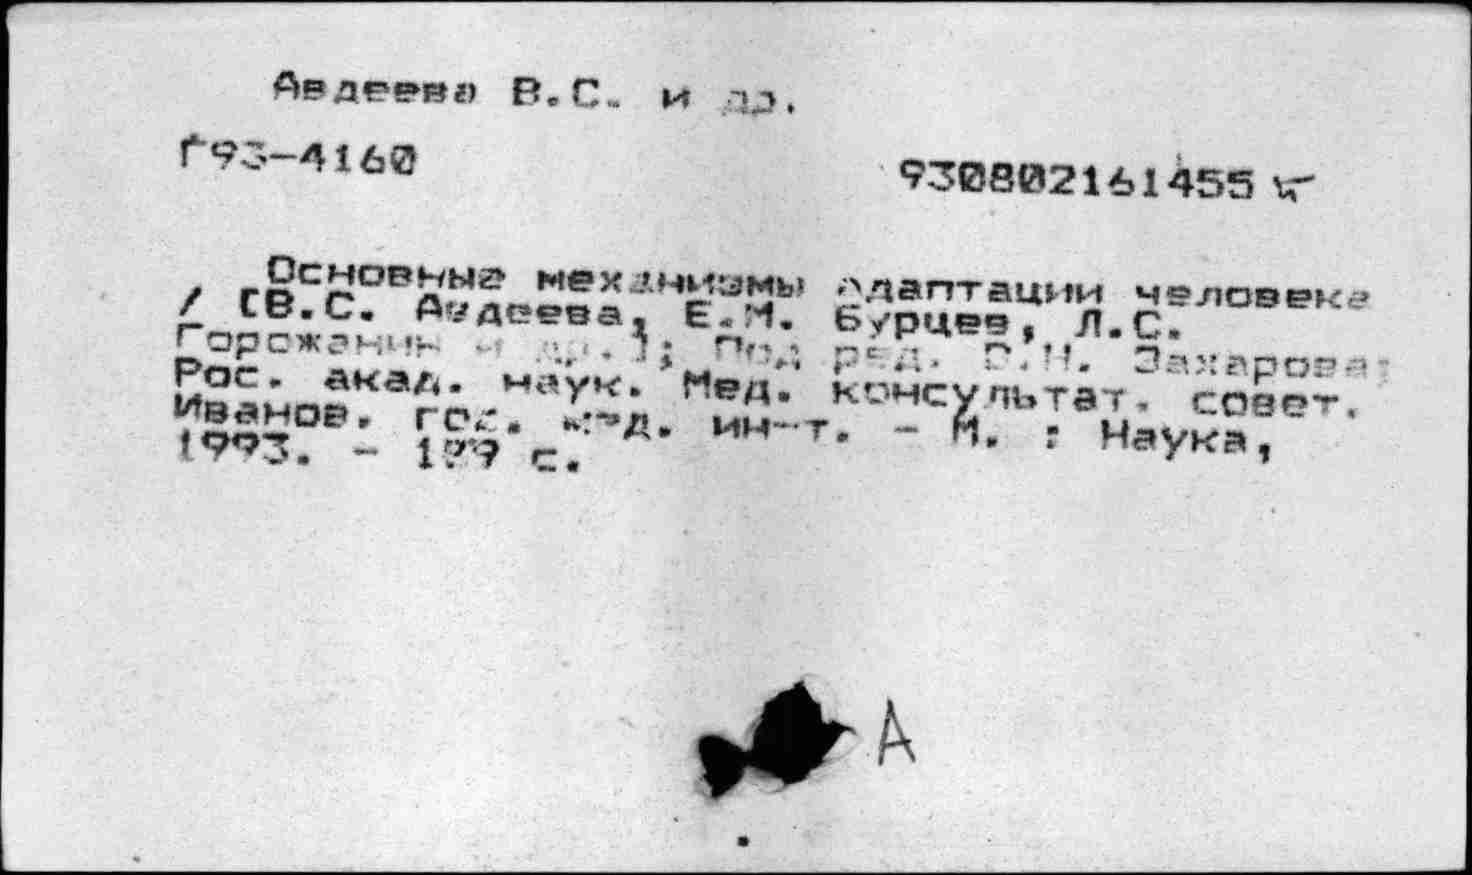 Авдеева В.С. и др.
Г93-4160
930802161455
Основные механизмы адаптации человека
/ [В.С. Авдеева, Е.М. Бурцев, Л.С.
Горожанин и др.]; Под ред. Захарова
Рос. акад. наук. Мед. консультат. совет.
Иванов. гос. мед. ин-т. - М. : Наука,
1993. - с.
А